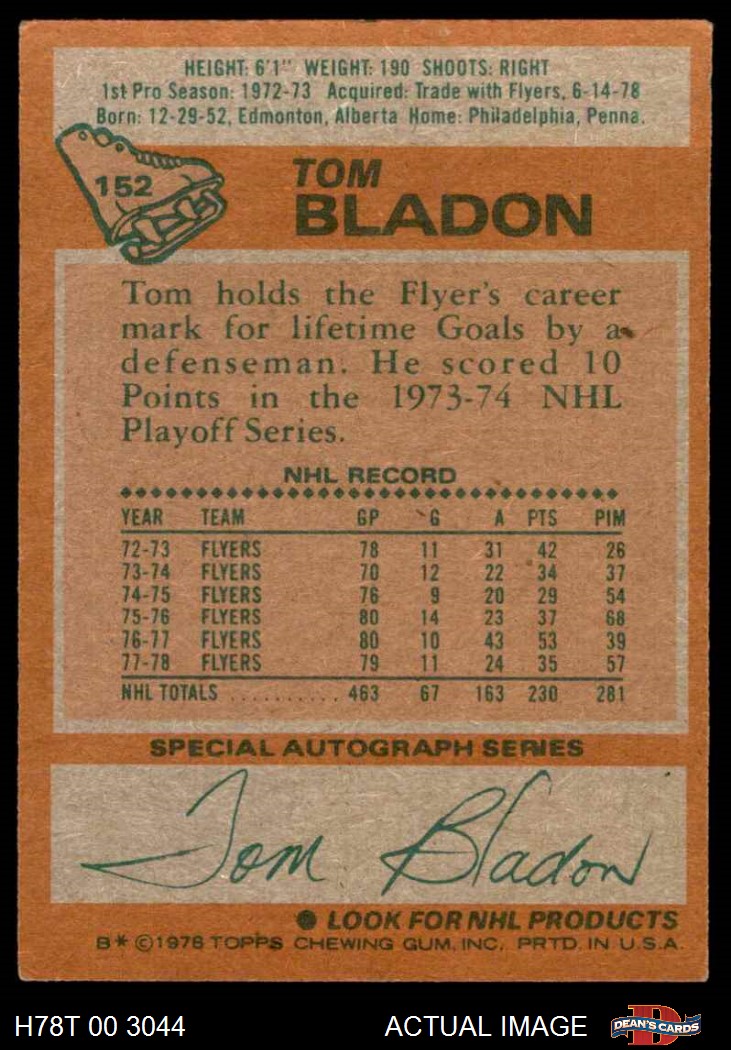 HEIGHT: 6'1" WEIGHT: 190 SHOOTS: RIGHT
1st Pro Season: 1972-73 Acquired: Trade with Flyers, 6-14-78
Born: 12-29-52, Edmonton, Alberta Home: Philadelphia, Penna.
152
TOM
BLADON
Tom holds the Flyer's career
mark for lifetime Goals by a
defenseman. He scored 10
Points in the 1973-74 NHL
Playoff Series.
NHL RECORD
YEAR TEAM GP G A PTS PIM
72-73 FLYERS 78 11 31 42 26
73-74 FLYERS 70 12 22 34 37
74-75 FLYERS 76 9 20 29 54
75-76 FLYERS 80 14 23 37 68
76-77 FLYERS 80 10 43 53 39
77-78 FLYERS 79 11 24 35 57
NHL TOTALS .......... 463 67 163 230 281
SPECIAL AUTOGRAPH SERIES
Tom Bladon
● LOOK FOR NHL PRODUCTS
B* ©1978 TOPPS CHEWING GUM, INC. PRTD. IN U.S.A.
H78T 00 3044 ACTUAL IMAGE D DEAN'S CARDS